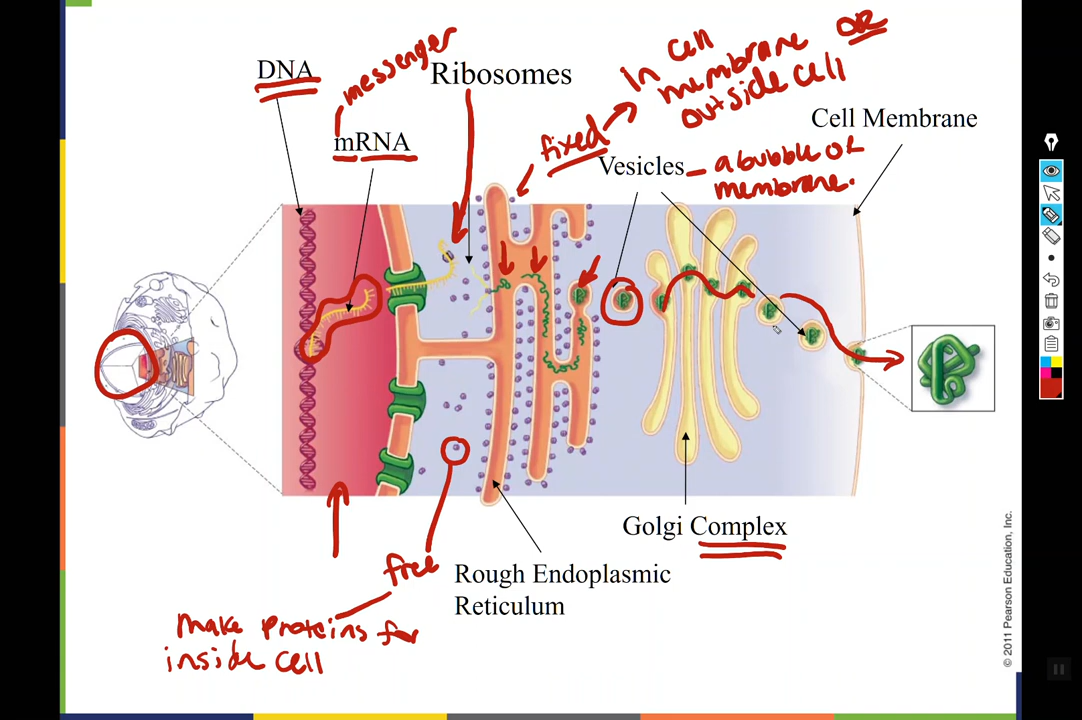 DNA
messenger
mRNA
Ribosomes
fixed
In cell
membrane OR
outside cell
Cell Membrane
Vesicles - a bubble of
membrane.
Golgi Complex
free
Rough Endoplasmic
Reticulum
make proteins for
inside cell
© 2011 Pearson Education, Inc.